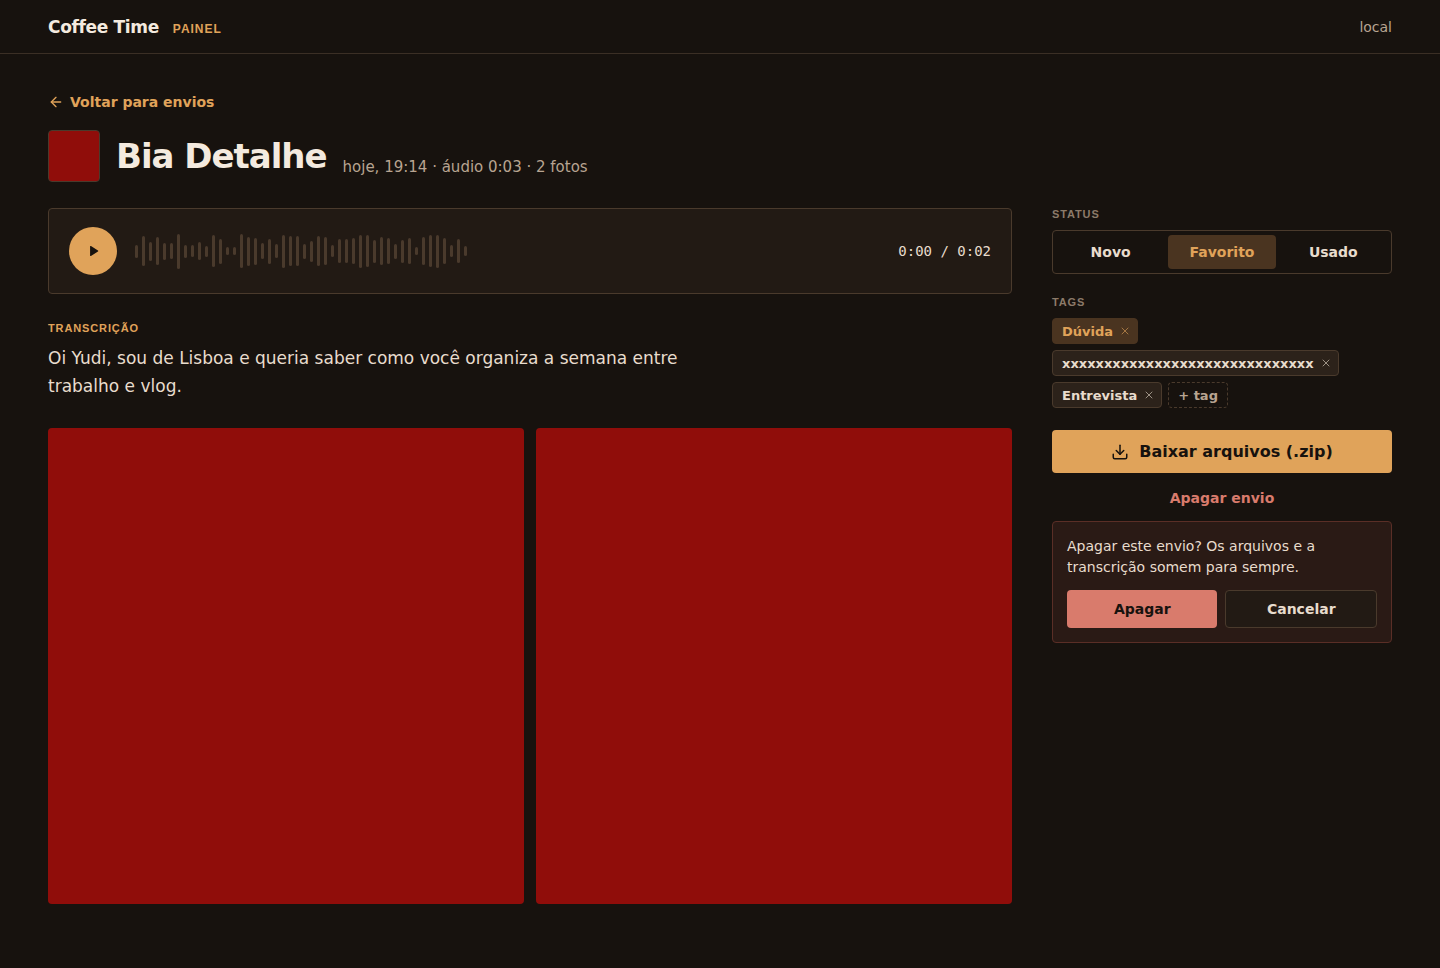 Coffee Time PAINEL
local
Voltar para envios
Bia Detalhe hoje, 19:14 · áudio 0:03 · 2 fotos
0:00 / 0:02
TRANSCRIÇÃO
Oi Yudi, sou de Lisboa e queria saber como você organiza a semana entre
trabalho e vlog.
STATUS
Novo Favorito Usado
TAGS
Dúvida
xxxxxxxxxxxxxxxxxxxxxxxxxxxxxx
Entrevista + tag
Baixar arquivos (.zip)
Apagar envio
Apagar este envio? Os arquivos e a
transcrição somem para sempre.
Apagar Cancelar